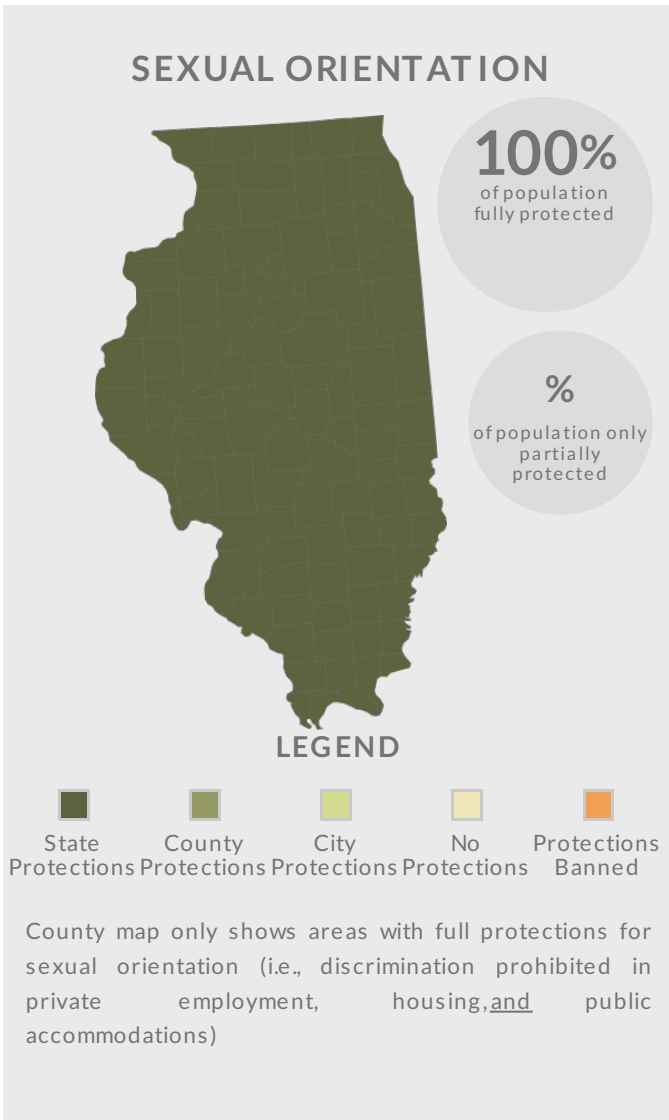 SEXUAL ORIENTATION
100%
of population
fully protected
%
of population only
partially
protected
LEGEND
State
Protections
County
Protections
City
Protections
No
Protections
Protections
Banned
County map only shows areas with full protections for
sexual orientation (i.e., discrimination prohibited in
private employment, housing, and public
accommodations)